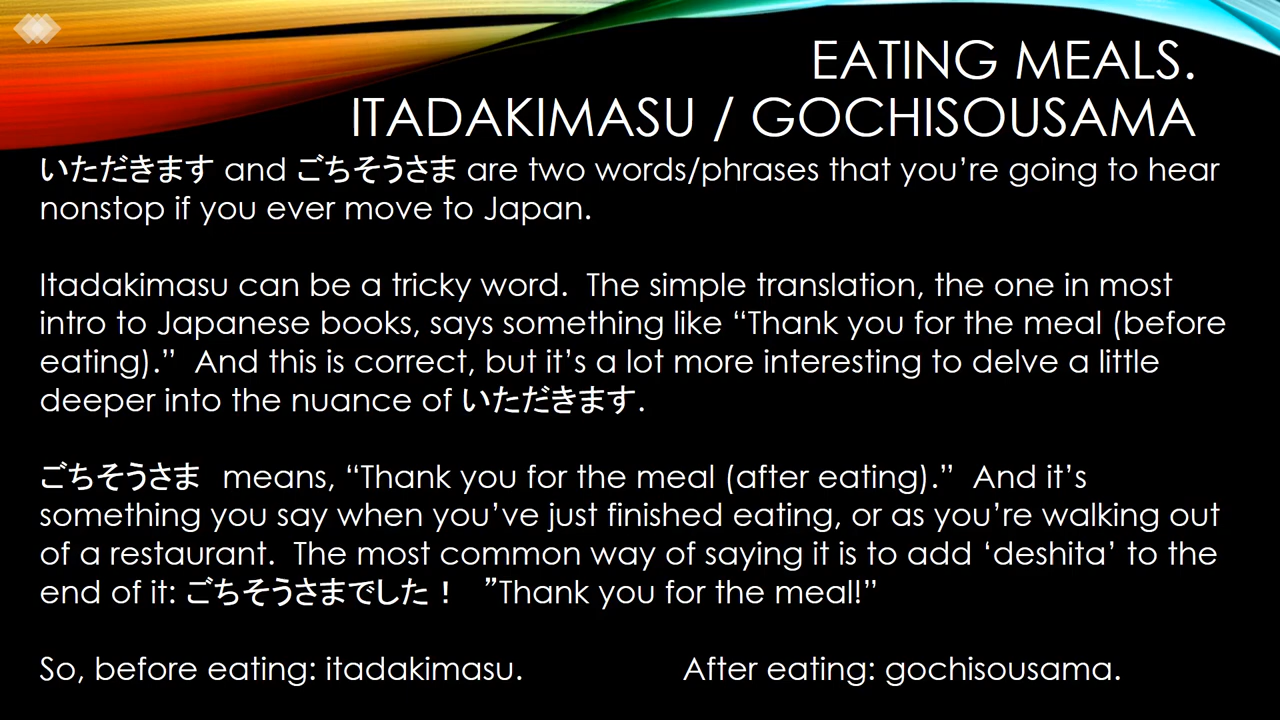 EATING MEALS.
ITADAKIMASU / GOCHISOUSAMA
いただきます and ごちそうさま are two words/phrases that you’re going to hear
nonstop if you ever move to Japan.
Itadakimasu can be a tricky word.  The simple translation, the one in most
intro to Japanese books, says something like “Thank you for the meal (before
eating).”  And this is correct, but it’s a lot more interesting to delve a little
deeper into the nuance of いただきます.
ごちそうさま  means, “Thank you for the meal (after eating).”  And it’s
something you say when you’ve just finished eating, or as you’re walking out
of a restaurant.  The most common way of saying it is to add ‘deshita’ to the
end of it: ごちそうさまでした！  ”Thank you for the meal!”
So, before eating: itadakimasu.    After eating: gochisousama.